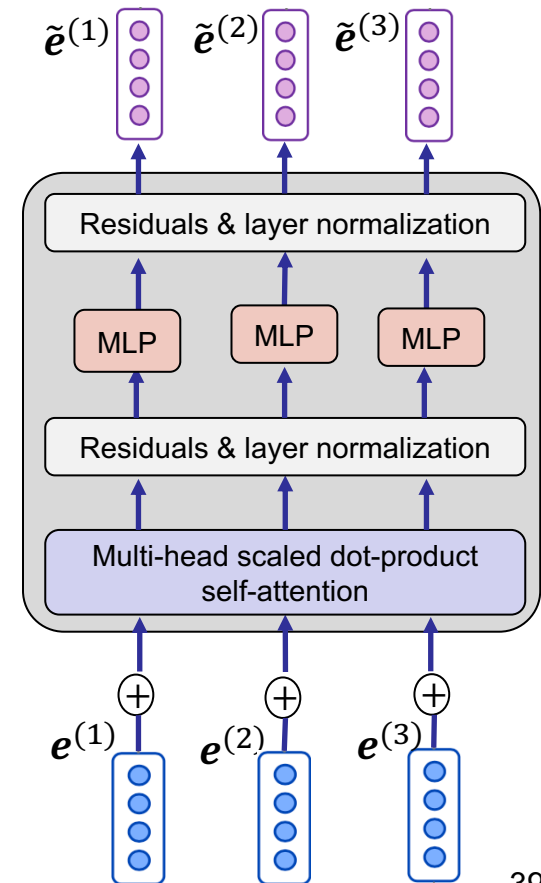 ẽ⁽¹⁾ ẽ⁽²⁾ ẽ⁽³⁾
Residuals & layer normalization
MLP MLP MLP
Residuals & layer normalization
Multi-head scaled dot-product
self-attention
+ + +
e⁽¹⁾ e⁽²⁾ e⁽³⁾